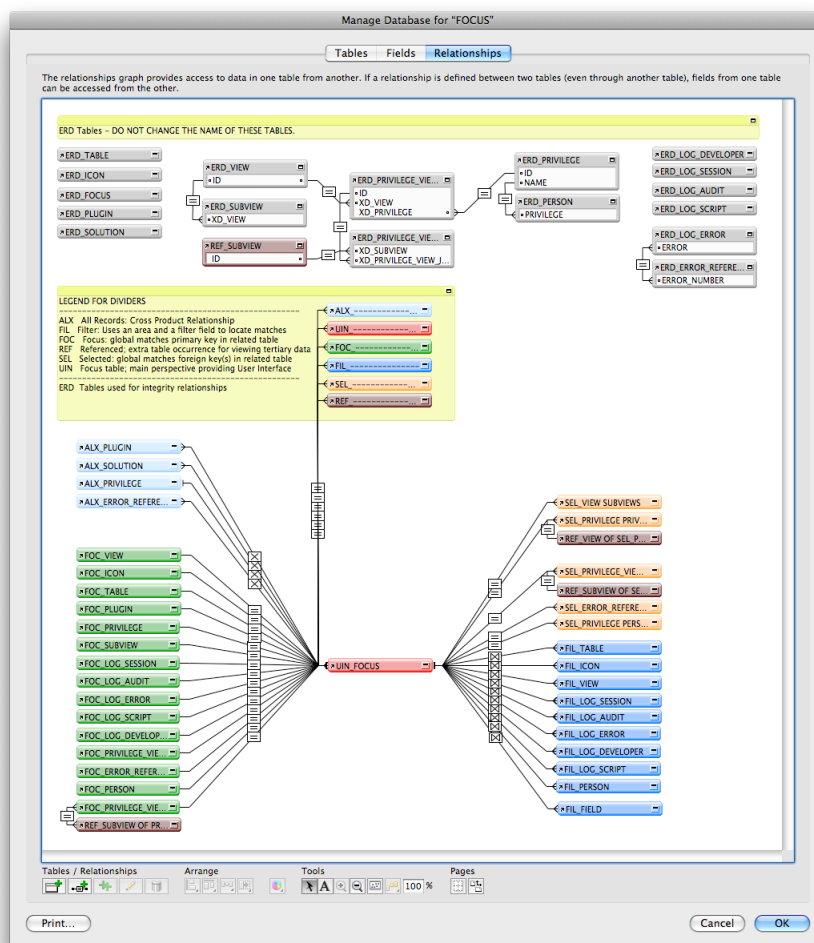 Manage Database for "FOCUS"
Tables Fields Relationships
The relationships graph provides access to data in one table from another. If a relationship is defined between two tables (even through another table), fields from one table
can be accessed from the other.
ERD Tables - DO NOT CHANGE THE NAME OF THESE TABLES.
ERD_TABLE
ERD_ICON
ERD_FOCUS
ERD_PLUGIN
ERD_SOLUTION
ERD_VIEW
ID
ERD_SUBVIEW
XD_VIEW
REF_SUBVIEW
ID
ERD_PRIVILEGE_VIE...
ID
XD_VIEW
XD_PRIVILEGE
ERD_PRIVILEGE_VIE...
XD_SUBVIEW
XD_PRIVILEGE_VIEW_J...
ERD_PRIVILEGE
ID
NAME
ERD_PERSON
PRIVILEGE
ERD_LOG_DEVELOPER
ERD_LOG_SESSION
ERD_LOG_AUDIT
ERD_LOG_SCRIPT
ERD_LOG_ERROR
ERROR
ERD_ERROR_REFERE...
ERROR_NUMBER
LEGEND FOR DIVIDERS
ALX All Records: Cross Product Relationship
FIL Filter: Uses an area and a filter field to locate matches
FOC Focus: global matches primary key in related table
REF Referenced; extra table occurrence for viewing tertiary data
SEL Selected: global matches foreign key(s) in related table
UIN Focus table; main perspective providing User Interface
ERD Tables used for integrity relationships
ALX_--------------...
UIN_--------------...
FOC_--------------...
FIL_----------------
SEL_--------------...
REF_--------------...
ALX_PLUGIN
ALX_SOLUTION
ALX_PRIVILEGE
ALX_ERROR_REFERE...
FOC_VIEW
FOC_ICON
FOC_TABLE
FOC_PLUGIN
FOC_PRIVILEGE
FOC_SUBVIEW
FOC_LOG_SESSION
FOC_LOG_AUDIT
FOC_LOG_ERROR
FOC_LOG_SCRIPT
FOC_LOG_DEVELOP...
FOC_PRIVILEGE_VIE...
FOC_ERROR_REFER...
FOC_PERSON
FOC_PRIVILEGE_VIE...
REF_SUBVIEW OF PR...
UIN_FOCUS
SEL_VIEW SUBVIEWS
SEL_PRIVILEGE PRIV...
REF_VIEW OF SEL_P...
SEL_PRIVILEGE_VIE...
REF_SUBVIEW OF SE...
SEL_ERROR_REFERE...
SEL_PRIVILEGE PERS...
FIL_TABLE
FIL_ICON
FIL_VIEW
FIL_LOG_SESSION
FIL_LOG_AUDIT
FIL_LOG_ERROR
FIL_LOG_DEVELOPER
FIL_LOG_SCRIPT
FIL_PERSON
FIL_FIELD
Tables / Relationships Arrange Tools Pages
A 100 %
Print... Cancel OK